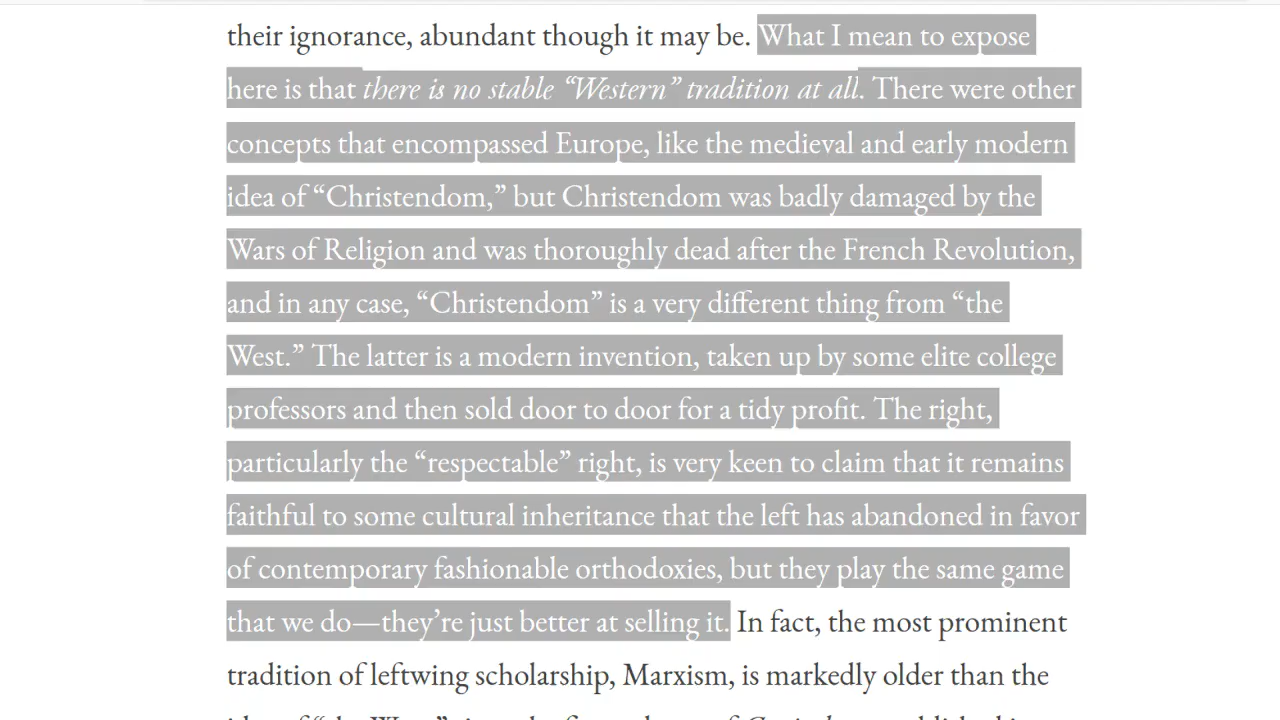 their ignorance, abundant though it may be. What I mean to expose
here is that there is no stable “Western” tradition at all. There were other
concepts that encompassed Europe, like the medieval and early modern
idea of “Christendom,” but Christendom was badly damaged by the
Wars of Religion and was thoroughly dead after the French Revolution,
and in any case, “Christendom” is a very different thing from “the
West.” The latter is a modern invention, taken up by some elite college
professors and then sold door to door for a tidy profit. The right,
particularly the “respectable” right, is very keen to claim that it remains
faithful to some cultural inheritance that the left has abandoned in favor
of contemporary fashionable orthodoxies, but they play the same game
that we do—they’re just better at selling it. In fact, the most prominent
tradition of leftwing scholarship, Marxism, is markedly older than the